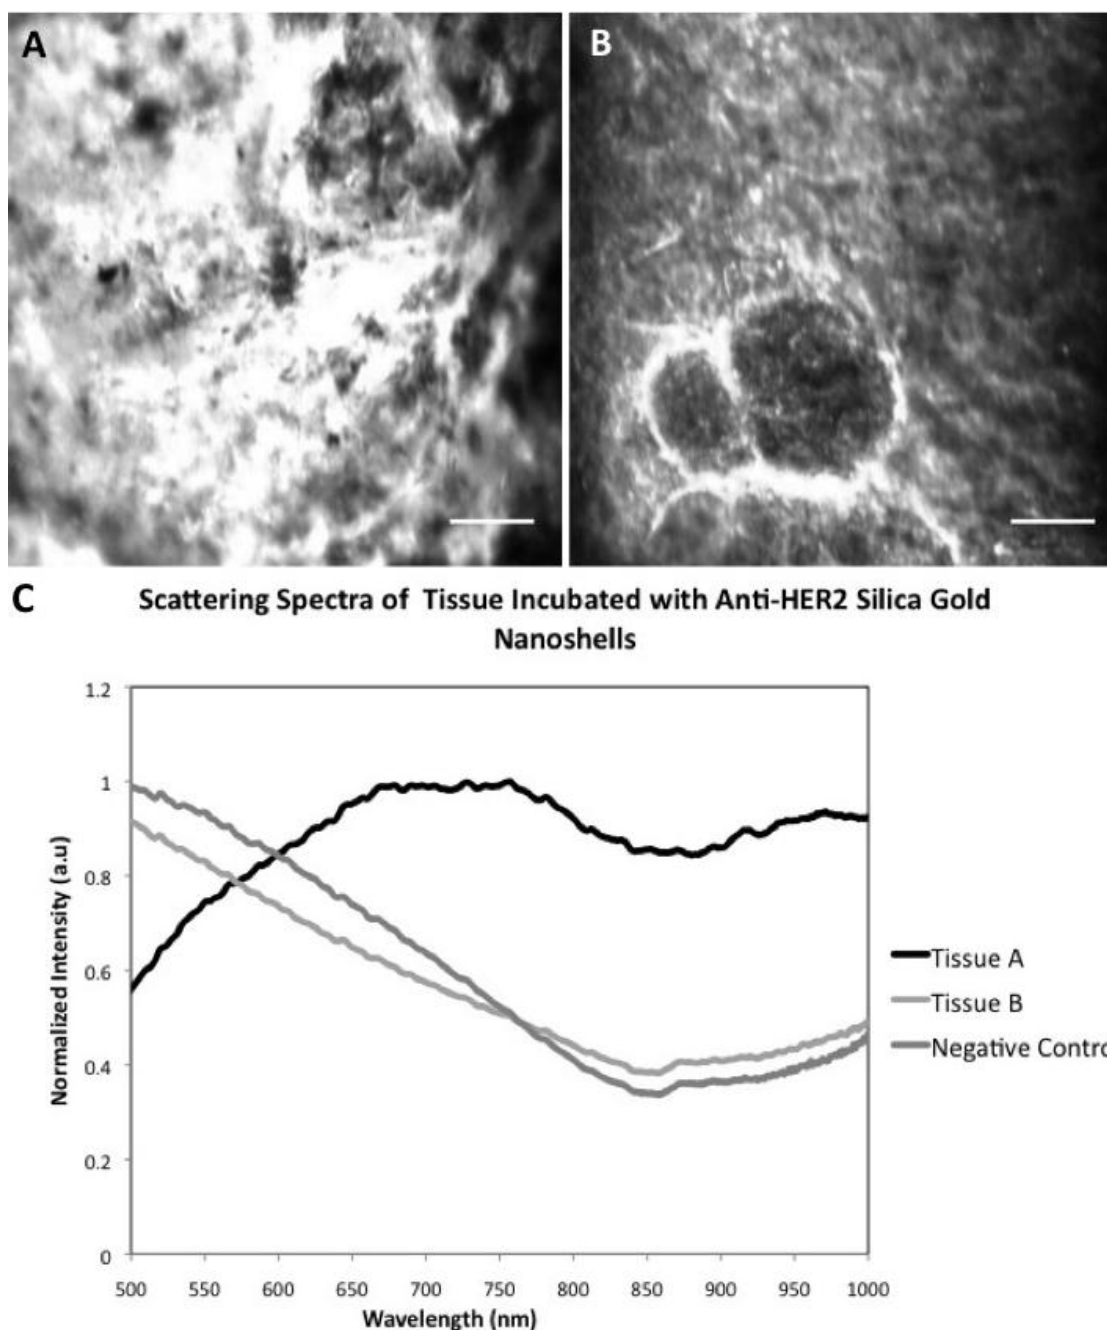 A
B
C
Scattering Spectra of Tissue Incubated with Anti-HER2 Silica Gold
Nanoshells
1.2
1
0.8
0.6
0.4
0.2
0
Normalized Intensity (a.u)
500 550 600 650 700 750 800 850 900 950 1000
Wavelength (nm)
Tissue A
Tissue B
Negative Contro